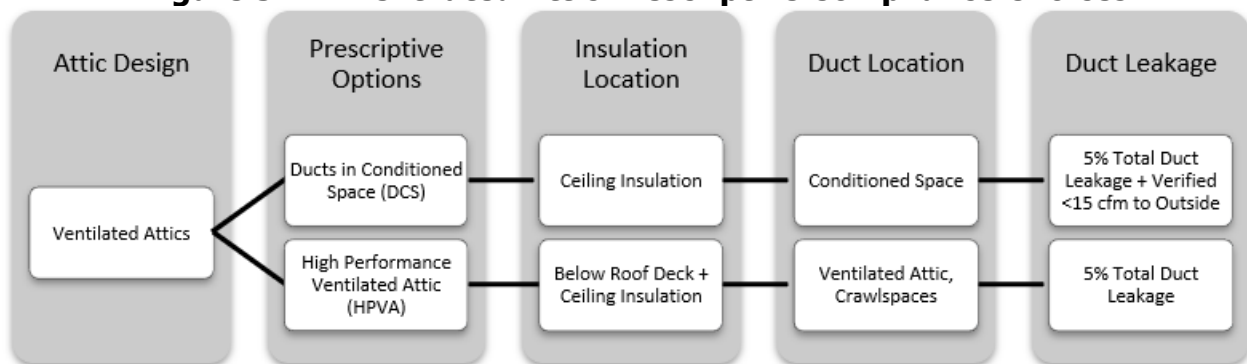 Attic Design
Ventilated Attics
Prescriptive
Options
Ducts in Conditioned
Space (DCS)
High Performance
Ventilated Attic
(HPVA)
Insulation
Location
Ceiling Insulation
Below Roof Deck +
Ceiling Insulation
Duct Location
Conditioned Space
Ventilated Attic,
Crawlspaces
Duct Leakage
5% Total Duct
Leakage + Verified
<15 cfm to Outside
5% Total Duct
Leakage